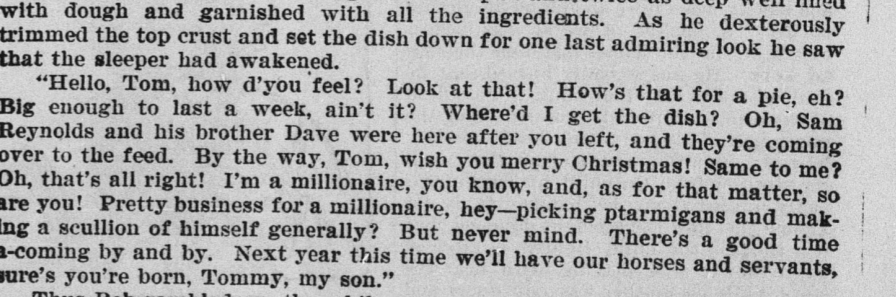 with dough and garnished with all the ingredients. As he dexterously
trimmed the top crust and set the dish down for one last admiring look he saw
that the sleeper had awakened.
“Hello, Tom, how d’you feel? Look at that! How’s that for a pie, eh?
Big enough to last a week, ain’t it? Where’d I get the dish? Oh, Sam
Reynolds and his brother Dave were here after you left, and they’re coming
over to the feed. By the way, Tom, wish you merry Christmas! Same to me?
Oh, that’s all right! I’m a millionaire, you know, and, as for that matter, so
are you! Pretty business for a millionaire, hey—picking ptarmigans and mak-
ing a scullion of himself generally? But never mind. There’s a good time
a-coming by and by. Next year this time we’ll have our horses and servants,
sure’s you’re born, Tommy, my son.”